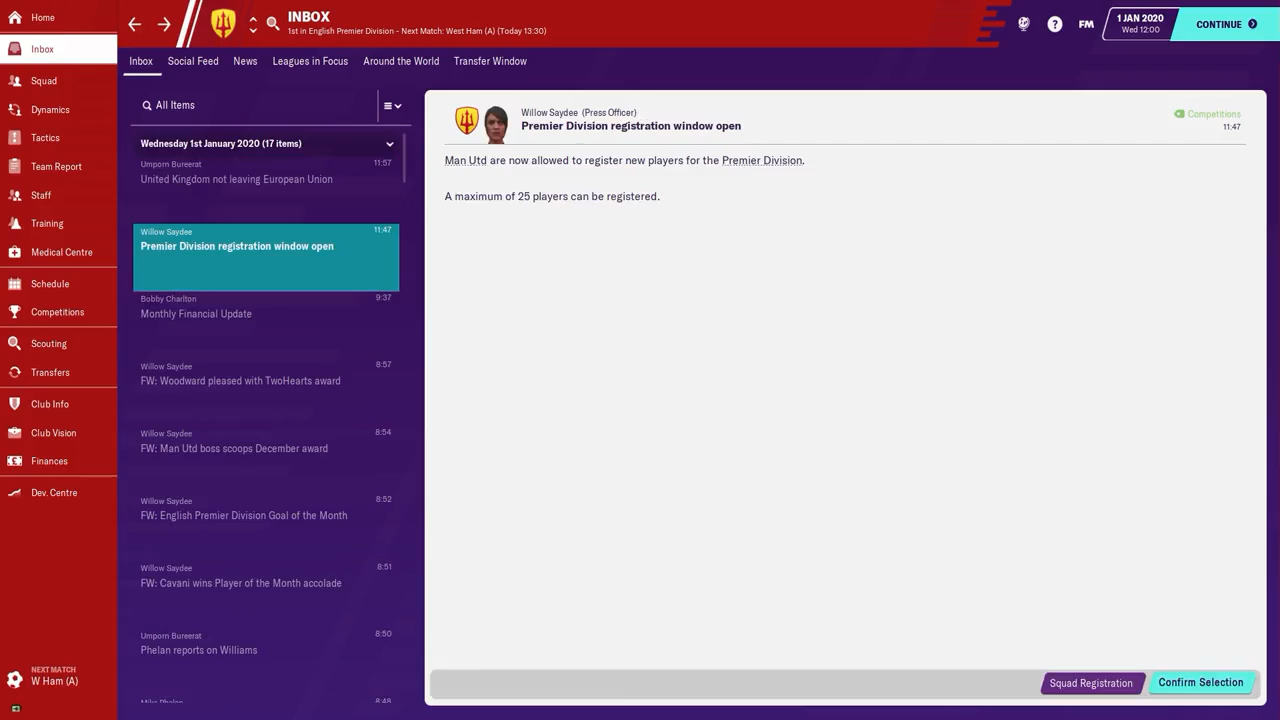 Home
INBOX
1st in English Premier Division - Next Match: West Ham (A) (Today 13:30)
FM
1 JAN 2020
Wed 12:00
CONTINUE
Inbox
Squad
Dynamics
Tactics
Team Report
Staff
Training
Medical Centre
Schedule
Competitions
Scouting
Transfers
Club Info
Club Vision
Finances
Dev. Centre
NEXT MATCH
W Ham (A)
Inbox Social Feed News Leagues in Focus Around the World Transfer Window
All Items
Wednesday 1st January 2020 (17 items)
Umporn Bureerat 11:57
United Kingdom not leaving European Union
Willow Saydee 11:47
Premier Division registration window open
Bobby Charlton 9:37
Monthly Financial Update
Willow Saydee 8:57
FW: Woodward pleased with TwoHearts award
Willow Saydee 8:54
FW: Man Utd boss scoops December award
Willow Saydee 8:52
FW: English Premier Division Goal of the Month
Willow Saydee 8:51
FW: Cavani wins Player of the Month accolade
Umporn Bureerat 8:50
Phelan reports on Williams
Mike Phelan 8:48
Willow Saydee (Press Officer)
Premier Division registration window open
Competitions
11:47
Man Utd are now allowed to register new players for the Premier Division.
A maximum of 25 players can be registered.
Squad Registration
Confirm Selection